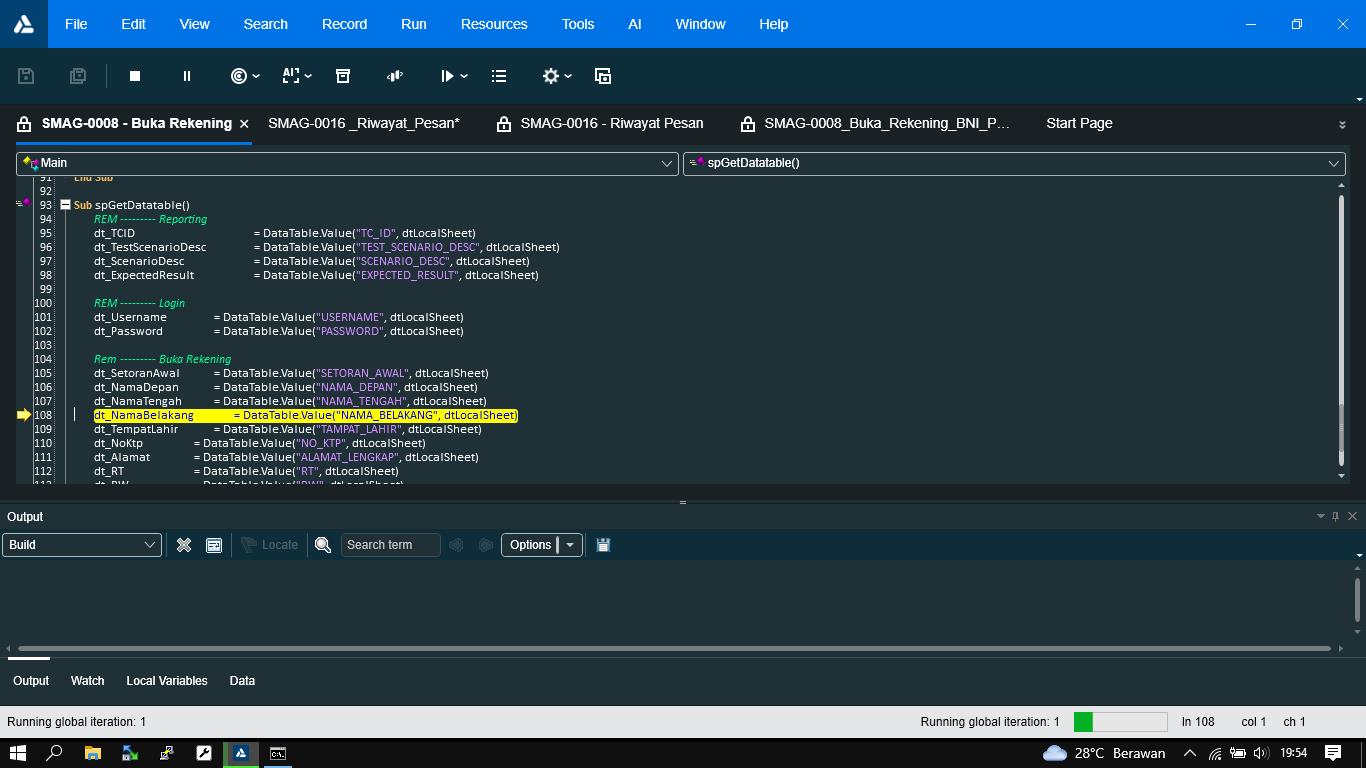 File Edit View Search Record Run Resources Tools AI Window Help
SMAG-0008 - Buka Rekening SMAG-0016 _Riwayat_Pesan* SMAG-0016 - Riwayat Pesan SMAG-0008_Buka_Rekening_BNI_P... Start Page
Main spGetDatatable()
91 End Sub
92
93 Sub spGetDatatable()
94 REM --------- Reporting
95 dt_TCID = DataTable.Value("TC_ID", dtLocalSheet)
96 dt_TestScenarioDesc = DataTable.Value("TEST_SCENARIO_DESC", dtLocalSheet)
97 dt_ScenarioDesc = DataTable.Value("SCENARIO_DESC", dtLocalSheet)
98 dt_ExpectedResult = DataTable.Value("EXPECTED_RESULT", dtLocalSheet)
99
100 REM --------- Login
101 dt_Username = DataTable.Value("USERNAME", dtLocalSheet)
102 dt_Password = DataTable.Value("PASSWORD", dtLocalSheet)
103
104 Rem --------- Buka Rekening
105 dt_SetoranAwal = DataTable.Value("SETORAN_AWAL", dtLocalSheet)
106 dt_NamaDepan = DataTable.Value("NAMA_DEPAN", dtLocalSheet)
107 dt_NamaTengah = DataTable.Value("NAMA_TENGAH", dtLocalSheet)
108 dt_NamaBelakang = DataTable.Value("NAMA_BELAKANG", dtLocalSheet)
109 dt_TempatLahir = DataTable.Value("TAMPAT_LAHIR", dtLocalSheet)
110 dt_NoKtp = DataTable.Value("NO_KTP", dtLocalSheet)
111 dt_Alamat = DataTable.Value("ALAMAT_LENGKAP", dtLocalSheet)
112 dt_RT = DataTable.Value("RT", dtLocalSheet)
113 dt_RW = DataTable.Value("RW", dtLocalSheet)
Output
Build Locate Search term Options
Output Watch Local Variables Data
Running global iteration: 1 Running global iteration: 1 ln 108 col 1 ch 1
28°C Berawan 19:54